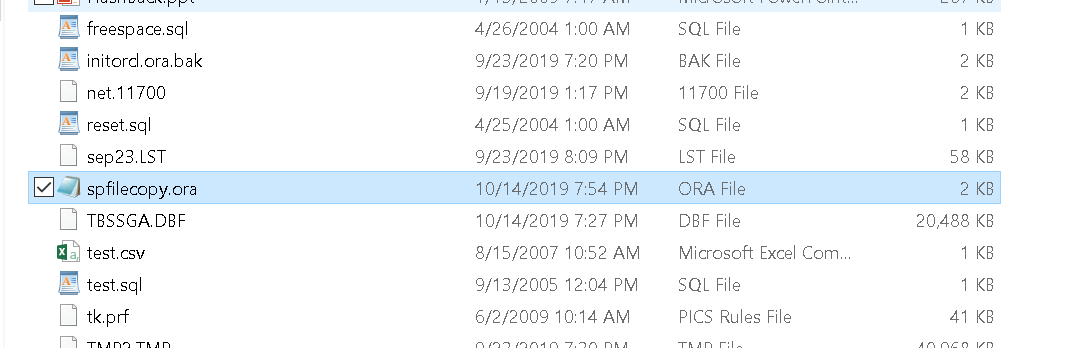 freespace.sql 4/26/2004 1:00 AM SQL File 1 KB
initorcl.ora.bak 9/23/2019 7:20 PM BAK File 2 KB
net.11700 9/19/2019 1:17 PM 11700 File 2 KB
reset.sql 4/25/2004 1:00 AM SQL File 1 KB
sep23.LST 9/23/2019 8:09 PM LST File 58 KB
spfilecopy.ora 10/14/2019 7:54 PM ORA File 2 KB
TBSSGA.DBF 10/14/2019 7:27 PM DBF File 20,488 KB
test.csv 8/15/2007 10:52 AM Microsoft Excel Com... 1 KB
test.sql 9/13/2005 12:04 PM SQL File 1 KB
tk.prf 6/2/2009 10:14 AM PICS Rules File 41 KB